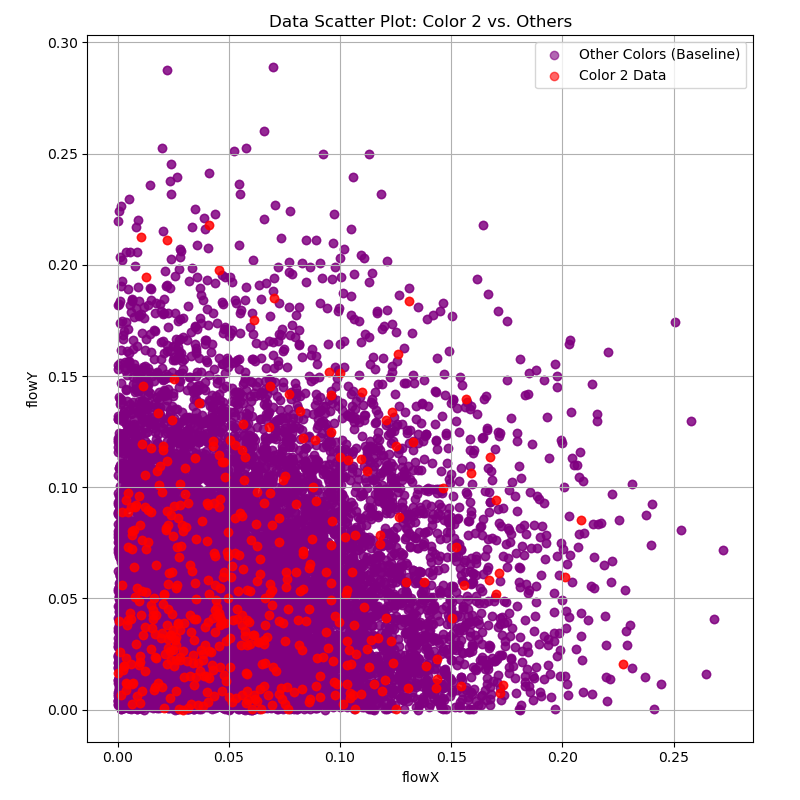 Data Scatter Plot: Color 2 vs. Others
Other Colors (Baseline)
Color 2 Data
flowY
0.30
0.25
0.20
0.15
0.10
0.05
0.00
0.00 0.05 0.10 0.15 0.20 0.25
flowX